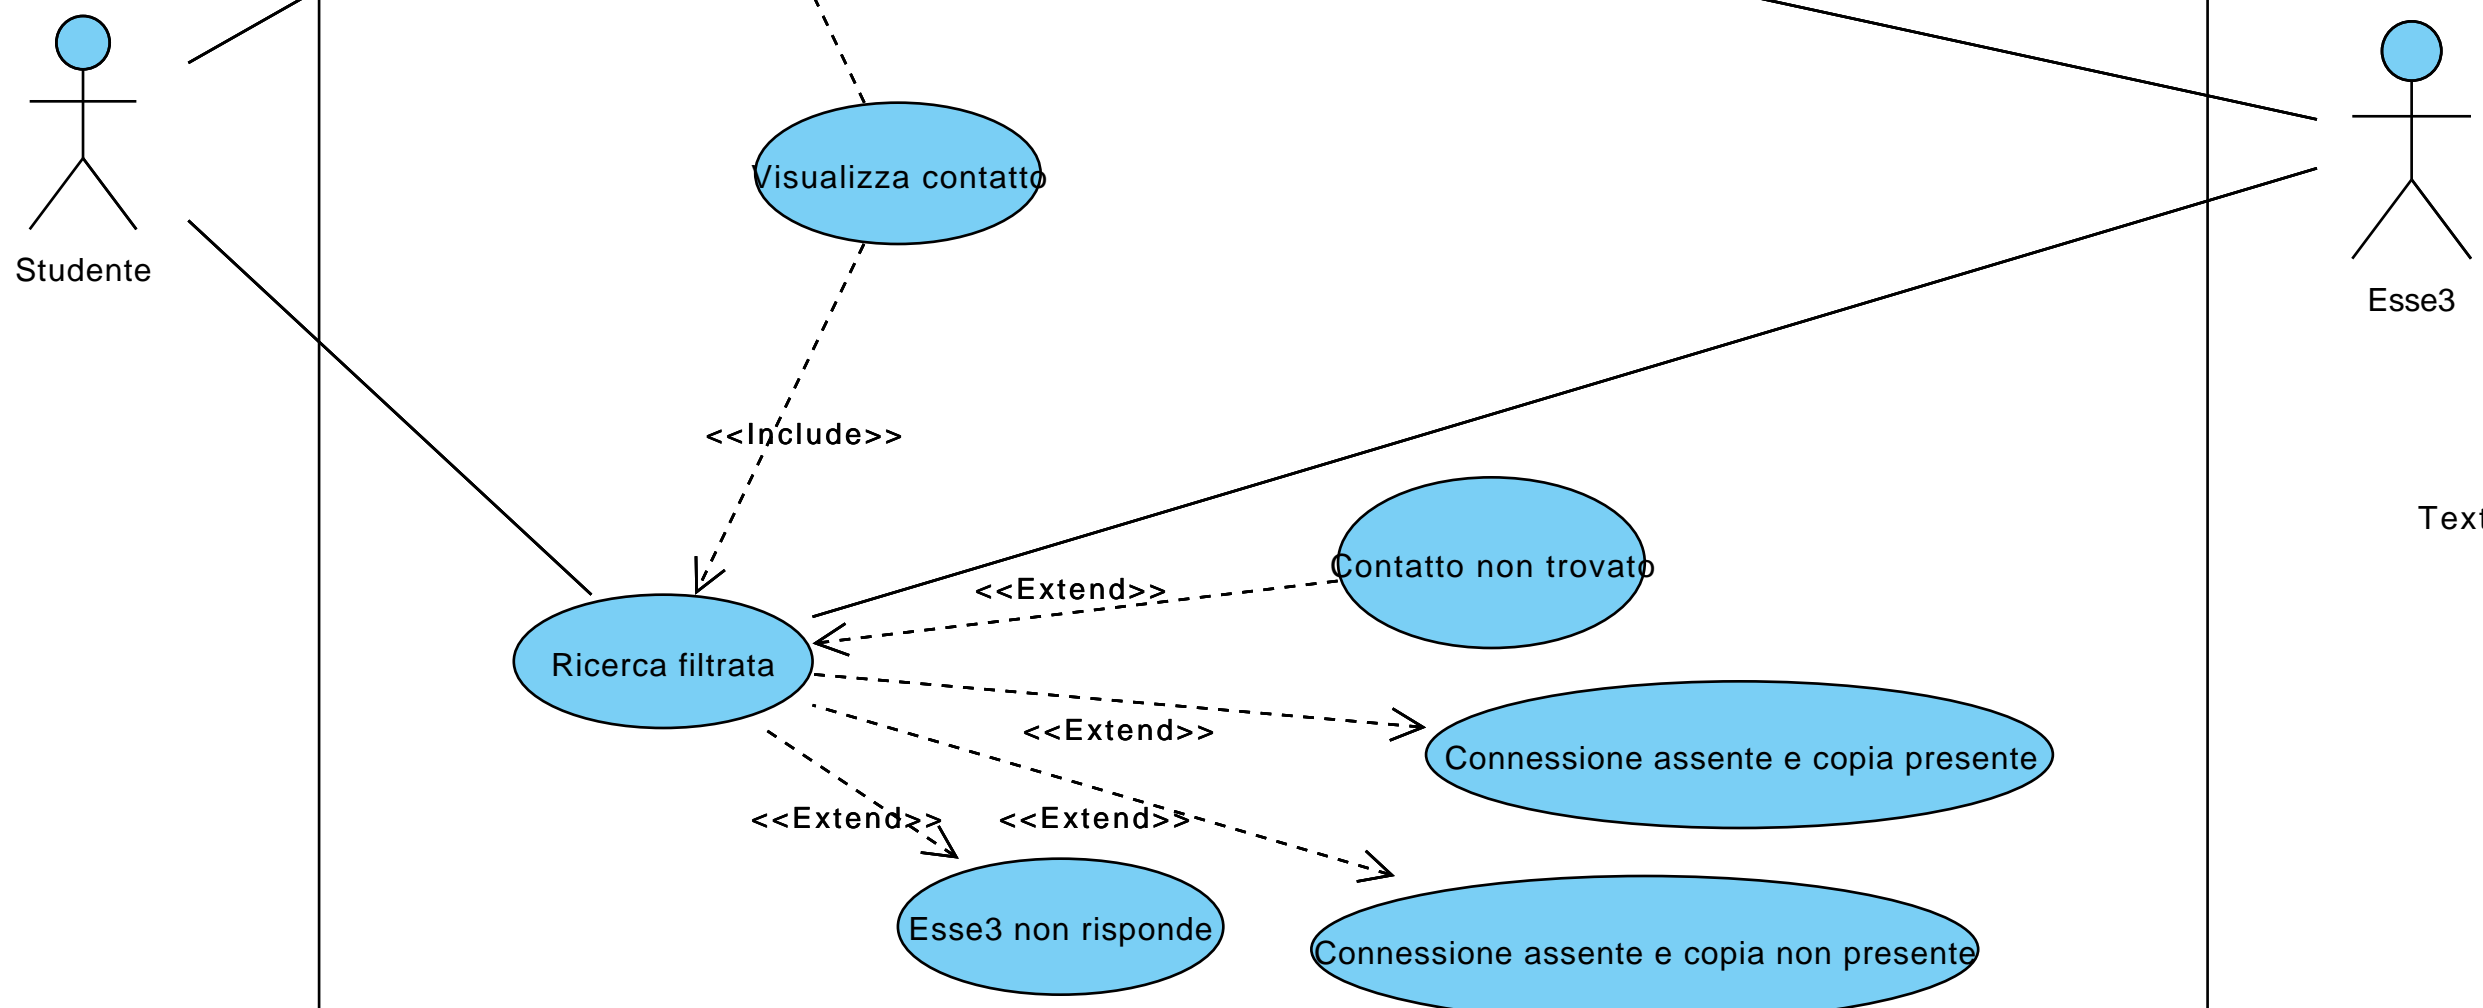 Visualizza contatto
Studente
Esse3
<<Include>>
Text
Contatto non trovato
<<Extend>>
Ricerca filtrata
<<Extend>>
Connessione assente e copia presente
<<Extend>>
<<Extend>>
Esse3 non risponde
Connessione assente e copia non presente